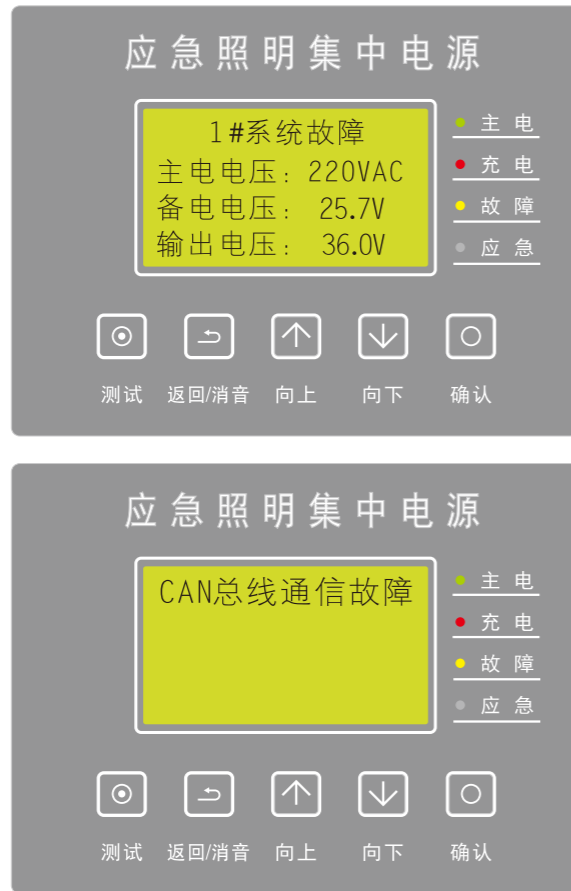 应急照明集中电源
1#系统故障
主电电压：220VAC
备电电压： 25.7V
输出电压： 36.0V
主电
充电
故障
应急
测试 返回/消音 向上 向下 确认
应急照明集中电源
CAN总线通信故障
主电
充电
故障
应急
测试 返回/消音 向上 向下 确认